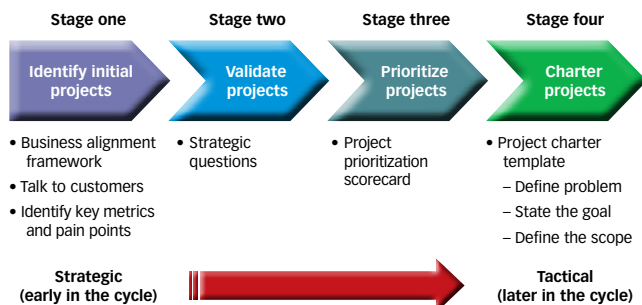 Stage one
Stage two
Stage three
Stage four
Identify initial
projects
Validate
projects
Prioritize
projects
Charter
projects
• Business alignment
framework
• Talk to customers
• Identify key metrics
and pain points
• Strategic
questions
• Project
prioritization
scorecard
• Project charter
template
– Define problem
– State the goal
– Define the scope
Strategic
(early in the cycle)
Tactical
(later in the cycle)